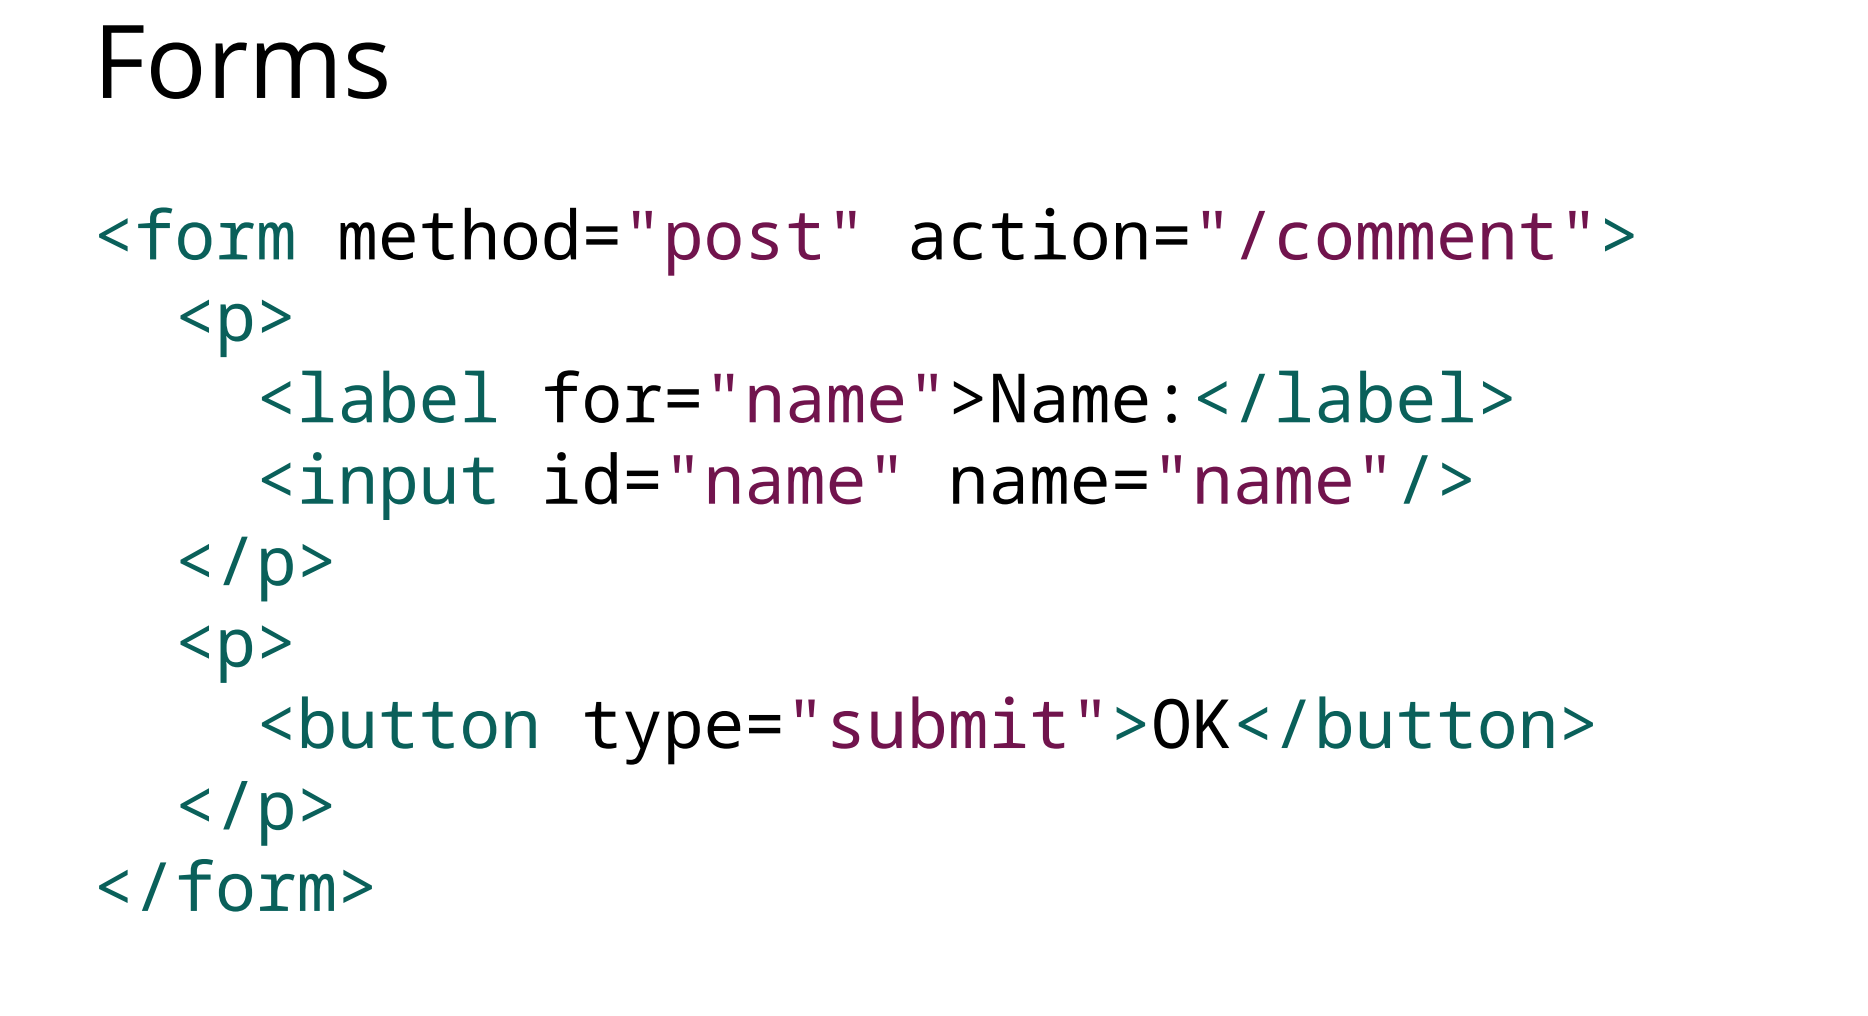 Forms
<form method="post" action="/comment">
  <p>
    <label for="name">Name:</label>
    <input id="name" name="name"/>
  </p>
  <p>
    <button type="submit">OK</button>
  </p>
</form>